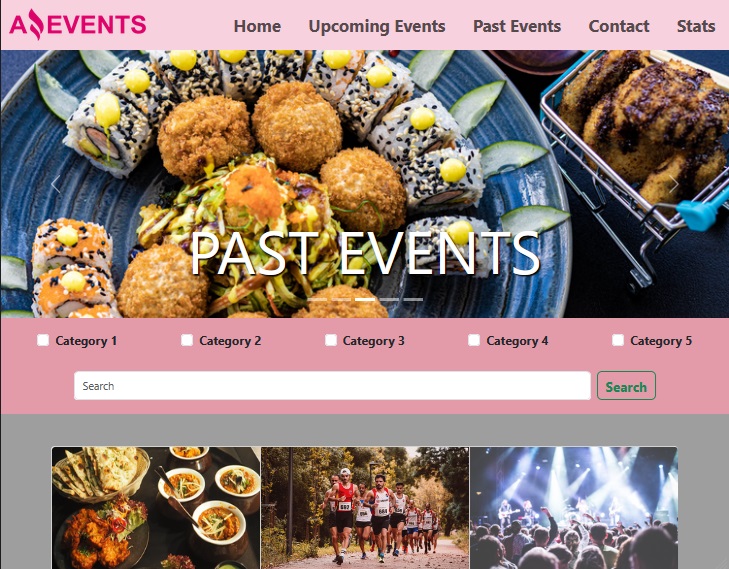 A EVENTS
Home Upcoming Events Past Events Contact Stats
PAST EVENTS
Category 1 Category 2 Category 3 Category 4 Category 5
Search Search